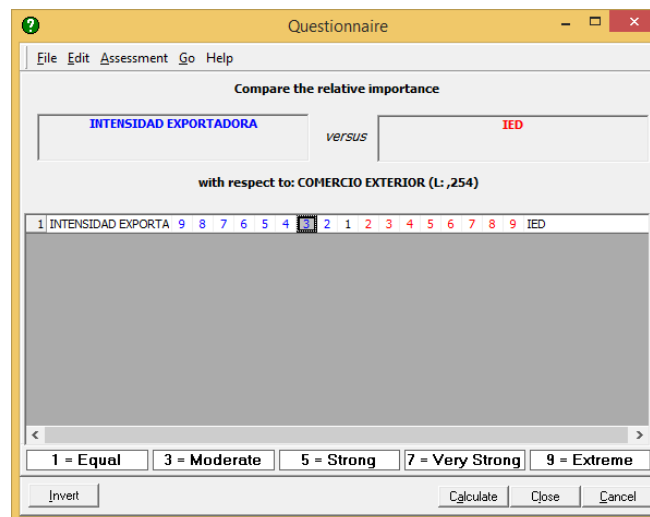 Questionnaire
File Edit Assessment Go Help
Compare the relative importance
INTENSIDAD EXPORTADORA
versus
IED
with respect to: COMERCIO EXTERIOR (L: ,254)
1 INTENSIDAD EXPORTA 9 8 7 6 5 4 3 2 1 2 3 4 5 6 7 8 9 IED
1 = Equal 3 = Moderate 5 = Strong 7 = Very Strong 9 = Extreme
Invert Calculate Close Cancel